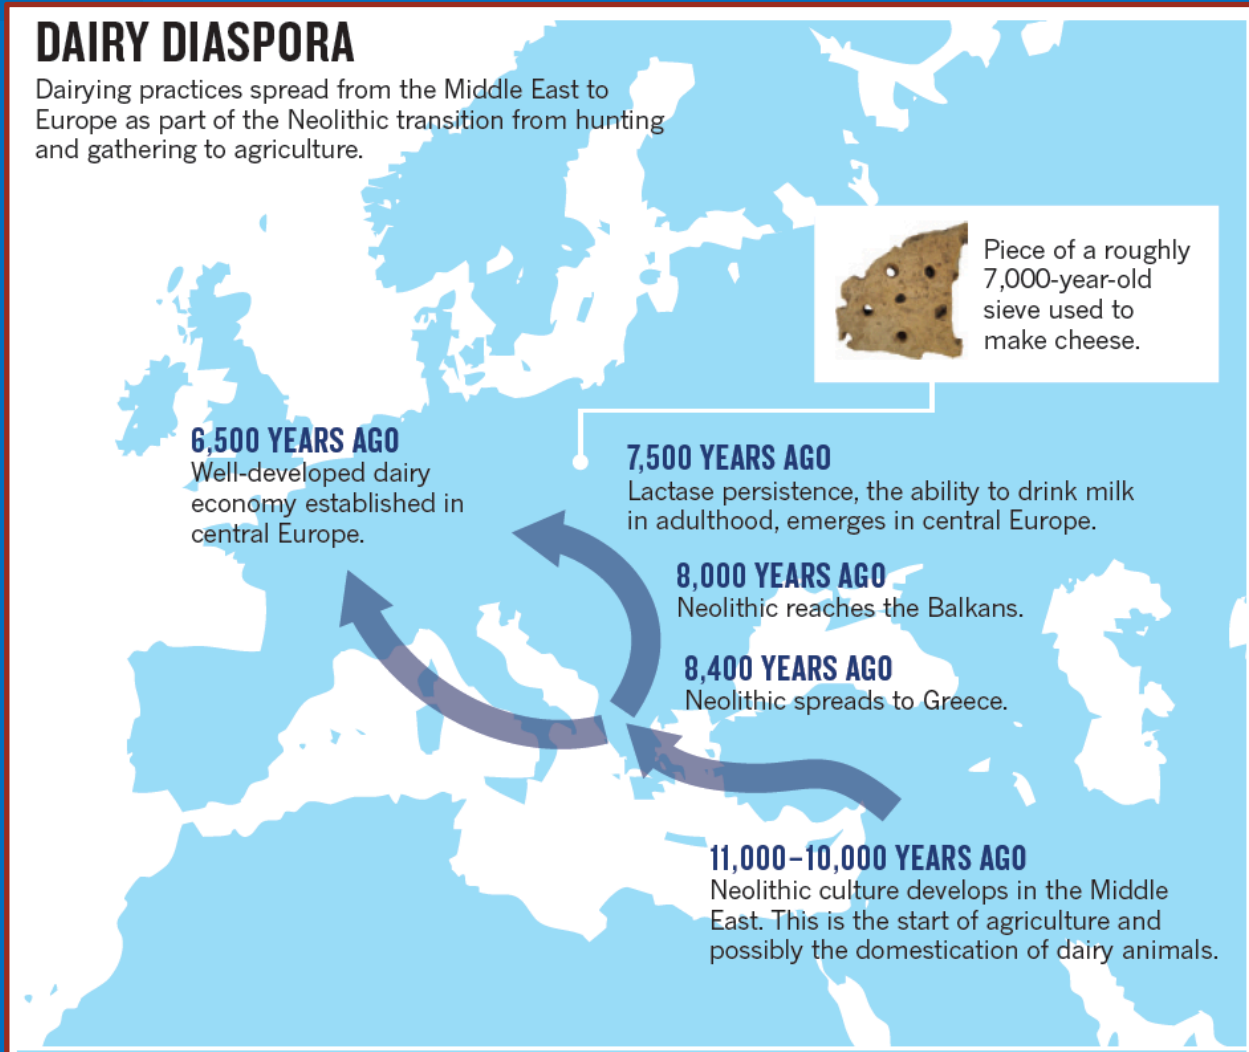 DAIRY DIASPORA
Dairying practices spread from the Middle East to
Europe as part of the Neolithic transition from hunting
and gathering to agriculture.
Piece of a roughly
7,000-year-old
sieve used to
make cheese.
6,500 YEARS AGO
Well-developed dairy
economy established in
central Europe.
7,500 YEARS AGO
Lactase persistence, the ability to drink milk
in adulthood, emerges in central Europe.
8,000 YEARS AGO
Neolithic reaches the Balkans.
8,400 YEARS AGO
Neolithic spreads to Greece.
11,000–10,000 YEARS AGO
Neolithic culture develops in the Middle
East. This is the start of agriculture and
possibly the domestication of dairy animals.